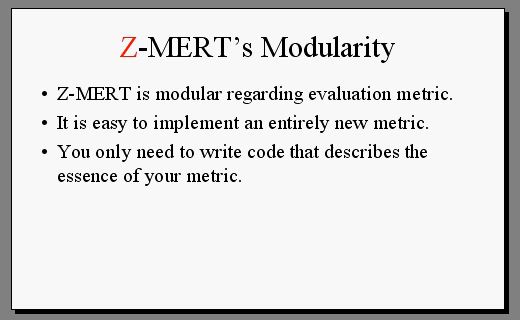 Z-MERT’s Modularity
• Z-MERT is modular regarding evaluation metric.
• It is easy to implement an entirely new metric.
• You only need to write code that describes the
essence of your metric.